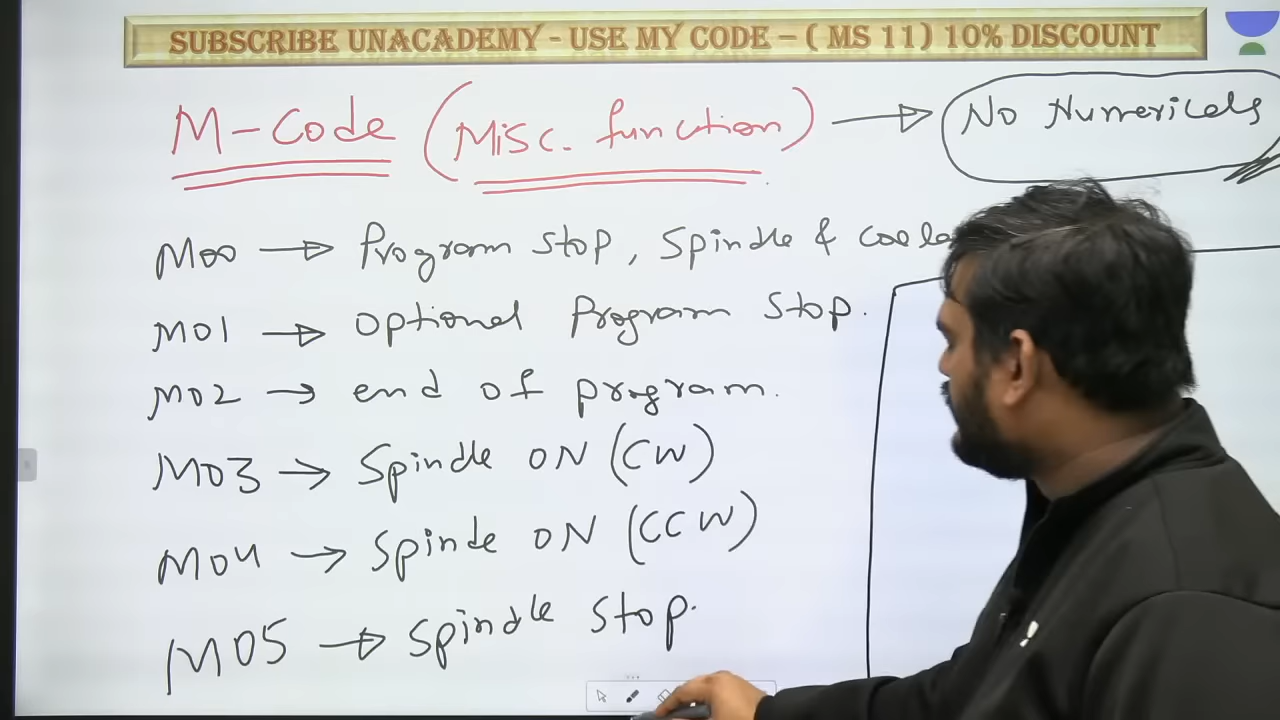 SUBSCRIBE UNACADEMY - USE MY CODE – ( MS 11) 10% DISCOUNT
M-Code (Misc. function) → No Numericals
M00 → Program stop, Spindle &
M01 → Optional Program Stop.
M02 → end of program.
M03 → Spindle ON (CW)
M04 → Spinde ON (CCW)
M05 → Spindle stop.